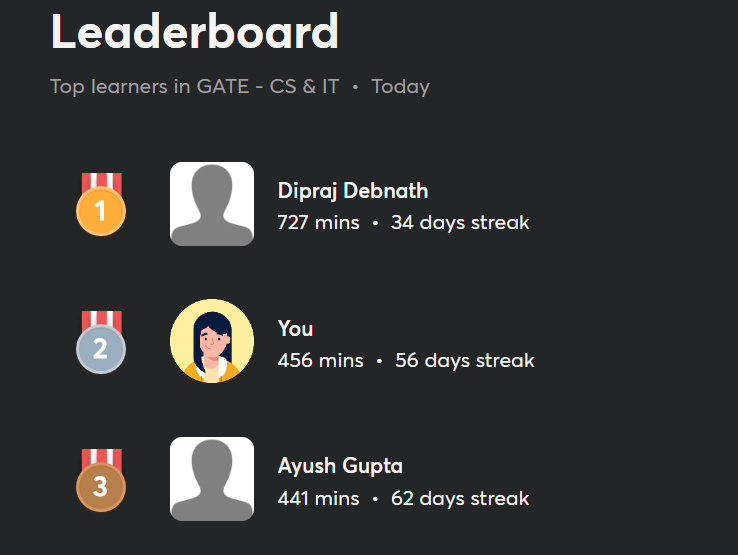 Leaderboard
Top learners in GATE - CS & IT • Today
1
Dipraj Debnath
727 mins • 34 days streak
2
You
456 mins • 56 days streak
3
Ayush Gupta
441 mins • 62 days streak